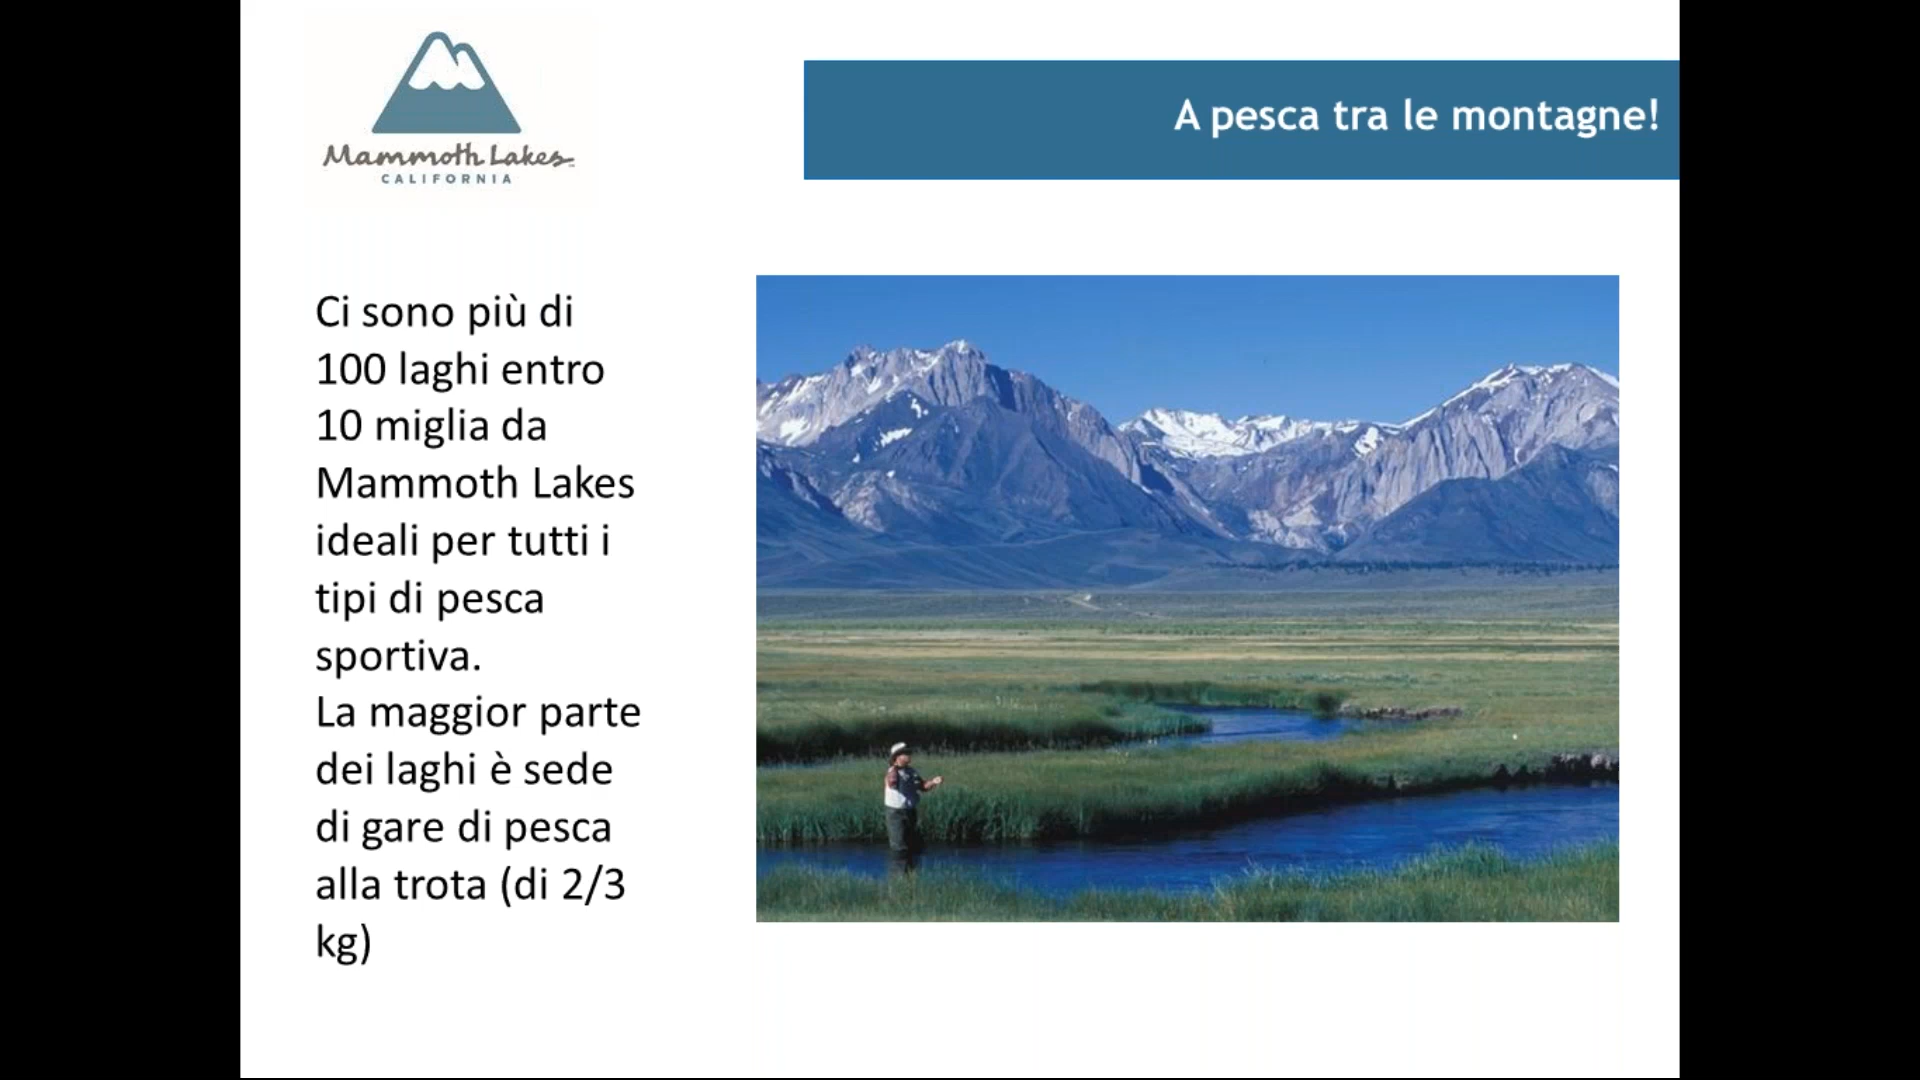 Mammoth Lakes
CALIFORNIA
A pesca tra le montagne!
Ci sono più di
100 laghi entro
10 miglia da
Mammoth Lakes
ideali per tutti i
tipi di pesca
sportiva.
La maggior parte
dei laghi è sede
di gare di pesca
alla trota (di 2/3
kg)